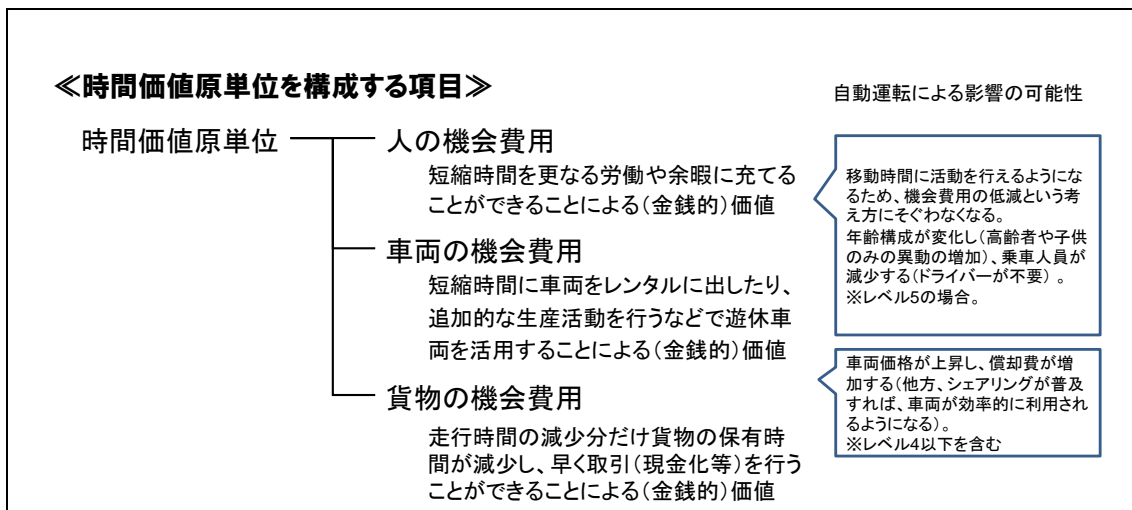 ≪時間価値原単位を構成する項目≫
自動運転による影響の可能性
時間価値原単位
人の機会費用
短縮時間を更なる労働や余暇に充てる
ことができることによる(金銭的)価値
移動時間に活動を行えるようにな
るため、機会費用の低減という考
え方にそぐわなくなる。
年齢構成が変化し(高齢者や子供
のみの異動の増加)、乗車人員が
減少する(ドライバーが不要) 。
※レベル5の場合。
車両の機会費用
短縮時間に車両をレンタルに出したり、
追加的な生産活動を行うなどで遊休車
両を活用することによる(金銭的)価値
車両価格が上昇し、償却費が増
加する(他方、シェアリングが普及
すれば、車両が効率的に利用され
るようになる)。
※レベル4以下を含む
貨物の機会費用
走行時間の減少分だけ貨物の保有時
間が減少し、早く取引(現金化等)を行う
ことができることによる(金銭的)価値